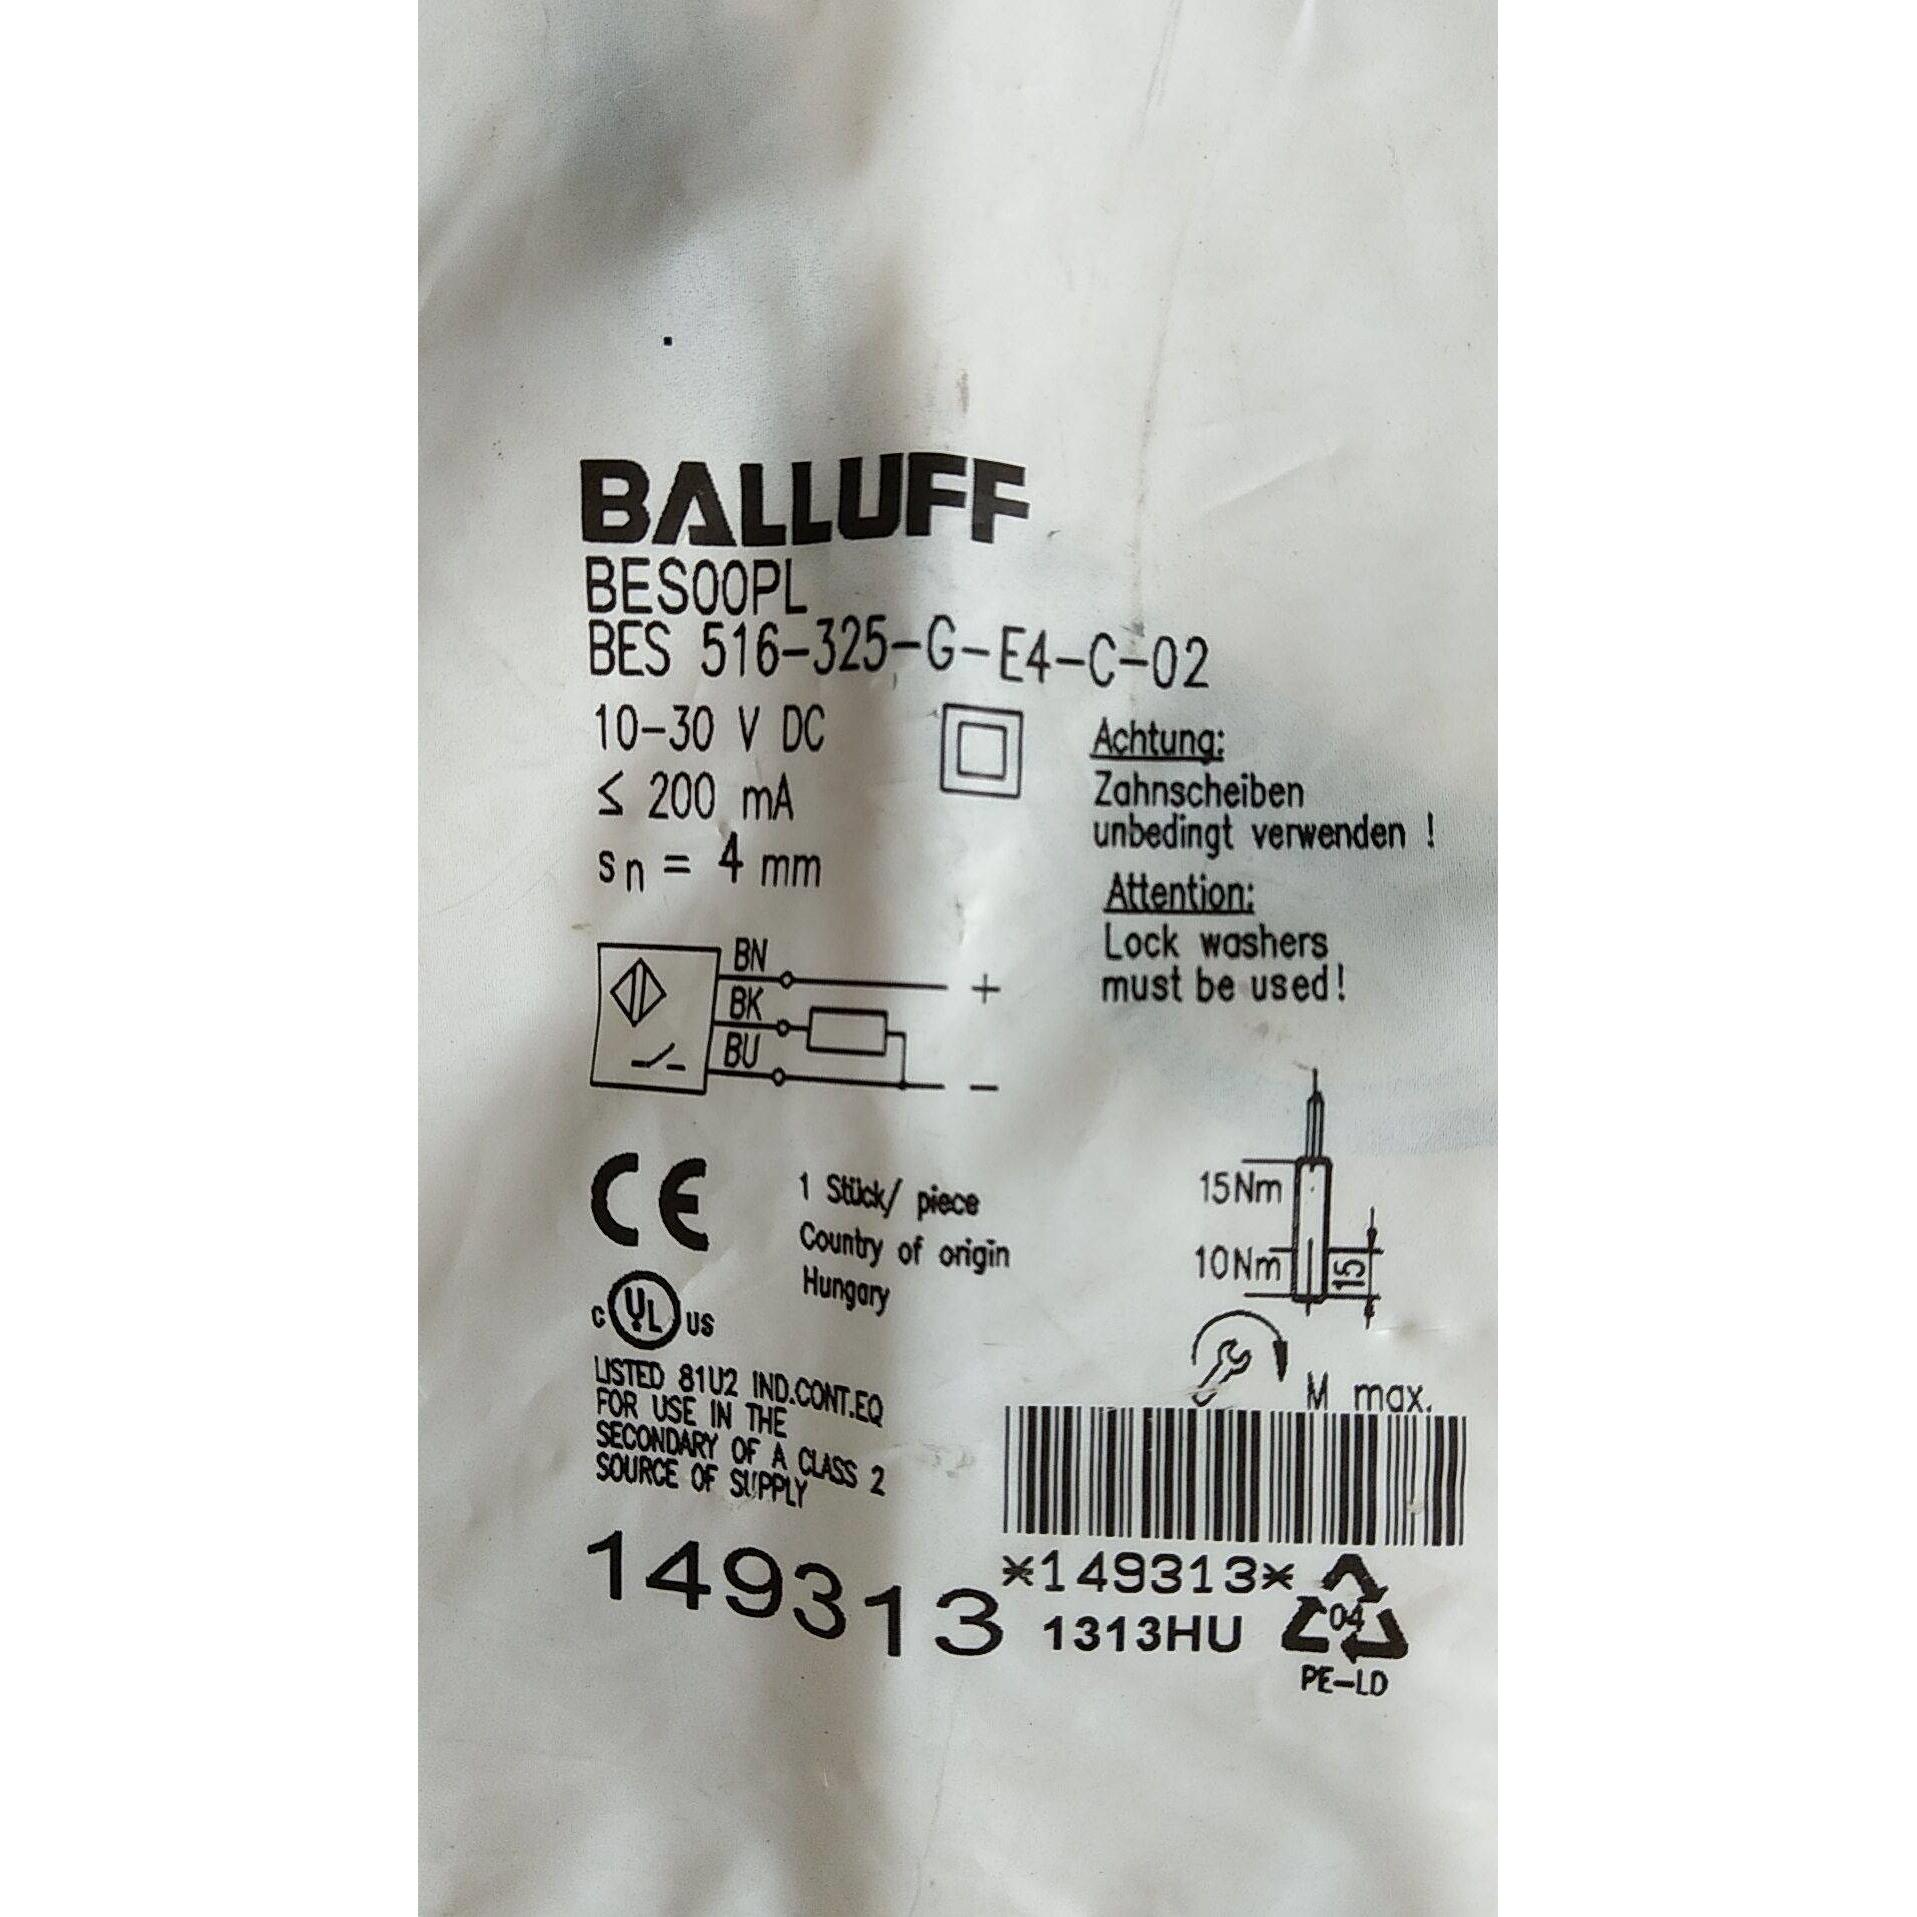 BALLUFF
BES00PL
BES 516-325-G-E4-C-02
10-30 V DC
≤ 200 mA
sn = 4 mm
Achtung:
Zahnscheiben
unbedingt verwenden !
Attention:
Lock washers
must be used!
BN
+
BK
BU
-
CE
1 Stück/ piece
Country of origin
Hungary
15Nm
10Nm
15
M max.
c UL us
LISTED 81U2 IND.CONT.EQ
FOR USE IN THE
SECONDARY OF A CLASS 2
SOURCE OF SUPPLY
149313
*149313*
1313HU
04
PE-LD